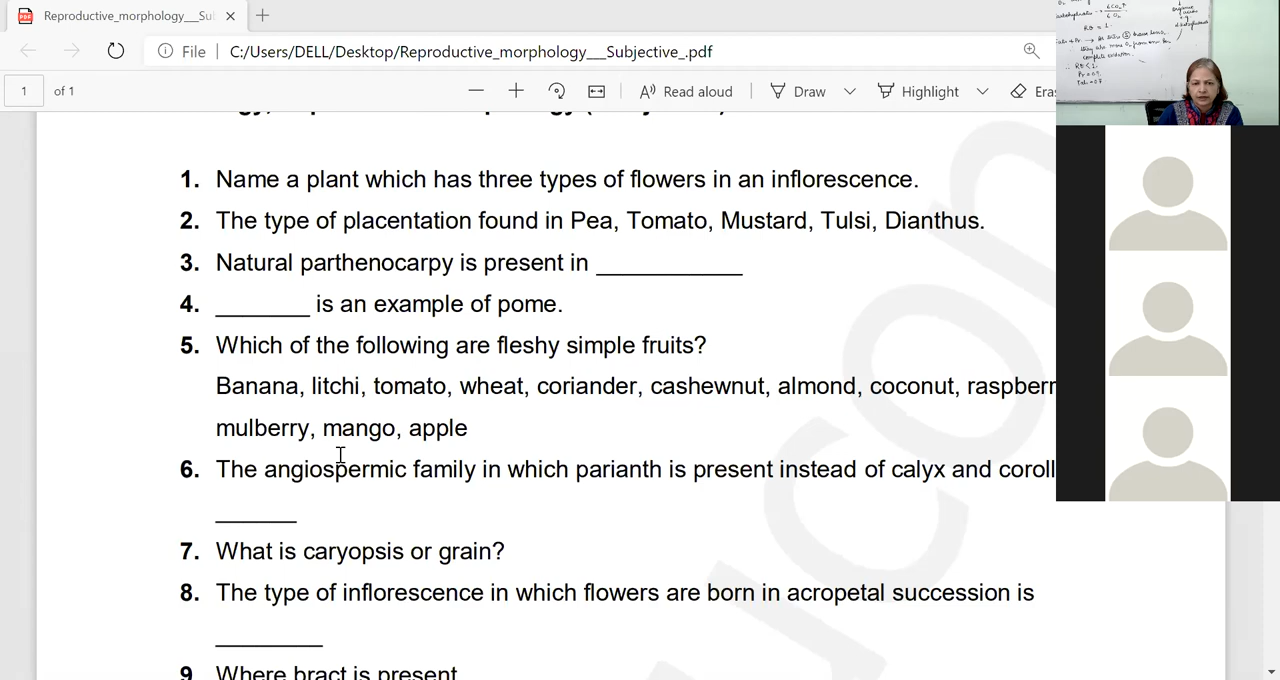 Reproductive_morphology___Su
File C:/Users/DELL/Desktop/Reproductive_morphology___Subjective_.pdf
1 of 1 Read aloud Draw Highlight Eras
1. Name a plant which has three types of flowers in an inflorescence.
2. The type of placentation found in Pea, Tomato, Mustard, Tulsi, Dianthus.
3. Natural parthenocarpy is present in ____________
4. ________ is an example of pome.
5. Which of the following are fleshy simple fruits?
Banana, litchi, tomato, wheat, coriander, cashewnut, almond, coconut, raspberr
mulberry, mango, apple
6. The angiospermic family in which parianth is present instead of calyx and coroll
_______
7. What is caryopsis or grain?
8. The type of inflorescence in which flowers are born in acropetal succession is
_________
9. Where bract is present